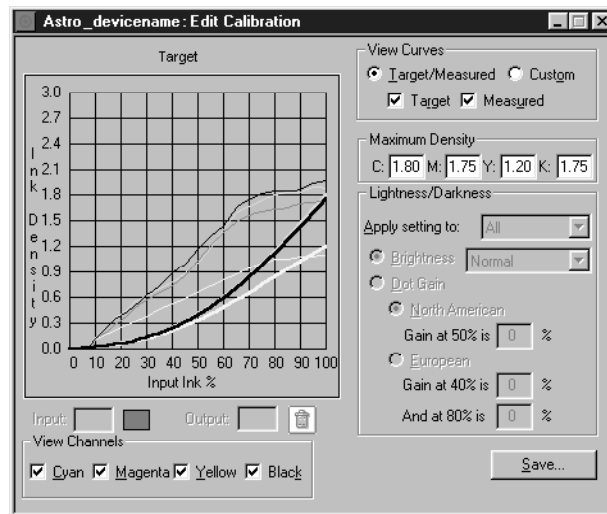 Astro_devicename: Edit Calibration
Target
3.0
2.7
2.4
2.1
1.8
1.5
1.2
0.9
0.6
0.3
0.0
Ink Density
0 10 20 30 40 50 60 70 80 90 100
Input Ink %
Input:
Output:
View Channels
Cyan Magenta Yellow Black
View Curves
Target/Measured Custom
Target Measured
Maximum Density
C: 1.80 M: 1.75 Y: 1.20 K: 1.75
Lightness/Darkness
Apply setting to: All
Brightness Normal
Dot Gain
North American
Gain at 50% is 0 %
European
Gain at 40% is 0 %
And at 80% is 0 %
Save...